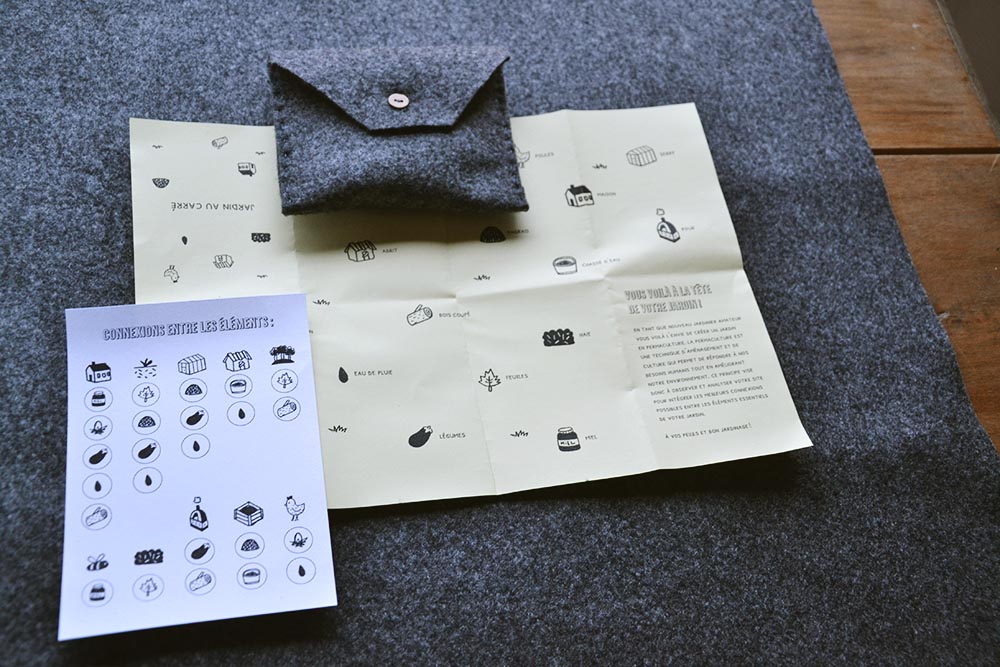 JARDIN AU CARRÉ
POULES
SERRE
MAISON
FOUR
ENGRAIS
ABRIT
CHASSE D'EAU
BOIS COUPÉ
HAIE
EAU DE PLUIE
FEUILLES
LÉGUMES
MIEL
VOUS VOILÀ À LA TÊTE
DE VOTRE JARDIN !
EN TANT QUE NOUVEAU JARDINIER AMATEUR
VOUS VOILÀ : ENVIE DE CRÉER UN JARDIN
EN PERMACULTURE. LA PERMACULTURE EST
UNE TECHNIQUE D'AMÉNAGEMENT ET DE
CULTURE QUI PERMET DE RÉPONDRE À NOS
BESOINS HUMAINS TOUT EN AMÉLIORANT
NOTRE ENVIRONNEMENT. CE PRINCIPE VISE
DONC À OBSERVER ET ANALYSER VOTRE SITE
POUR INTÉGRER LES MEILLEURS CONNEXIONS
POSSIBLES ENTRE LES ÉLÉMENTS ESSENTIELS
DE VOTRE JARDIN.
À VOS PELLES ET BON JARDINAGE !
CONNEXIONS ENTRE LES ÉLÉMENTS :